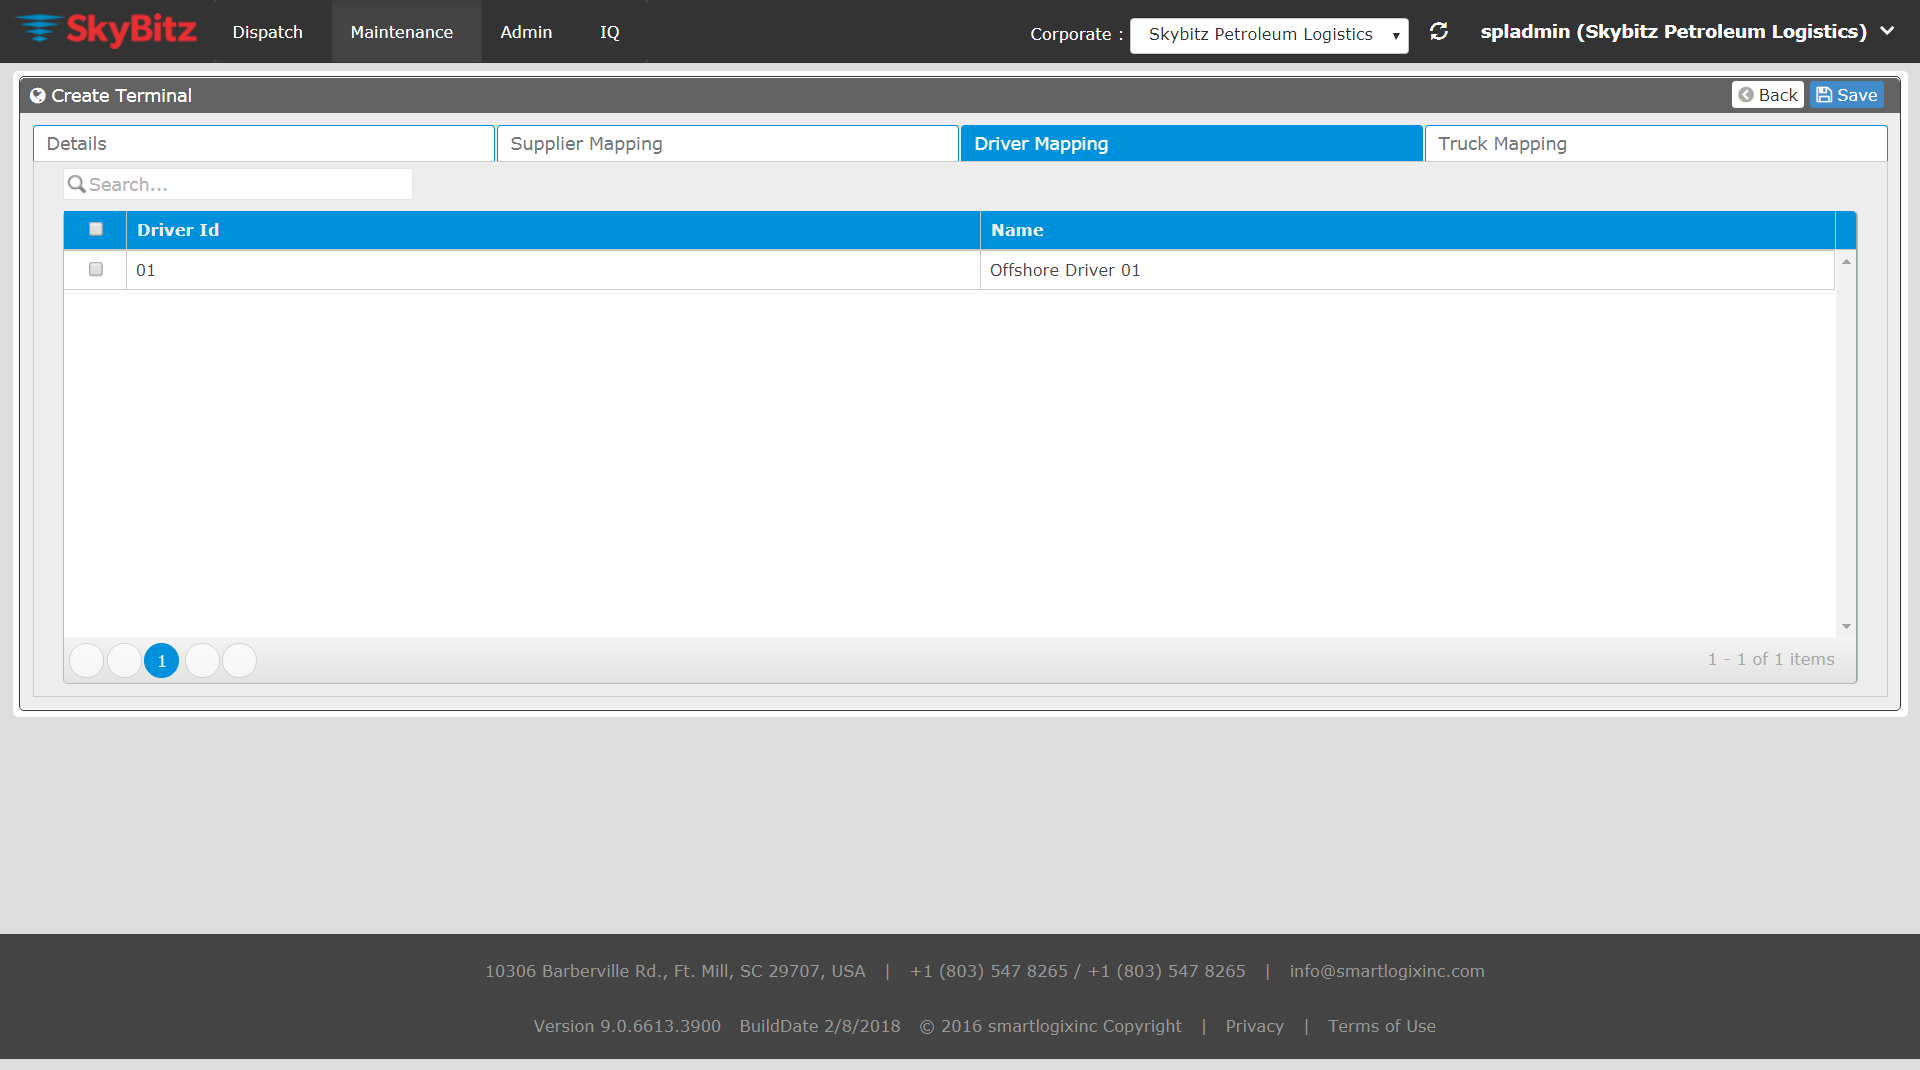 SkyBitz Dispatch Maintenance Admin IQ Corporate : Skybitz Petroleum Logistics spladmin (Skybitz Petroleum Logistics)
Create Terminal Back Save
Details Supplier Mapping Driver Mapping Truck Mapping
Search...
Driver Id Name
01 Offshore Driver 01
1 1 - 1 of 1 items
10306 Barberville Rd., Ft. Mill, SC 29707, USA | +1 (803) 547 8265 / +1 (803) 547 8265 | info@smartlogixinc.com
Version 9.0.6613.3900 BuildDate 2/8/2018 © 2016 smartlogixinc Copyright | Privacy | Terms of Use